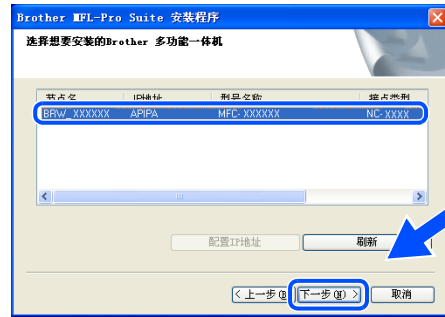 Brother MFL-Pro Suite 安装程序
选择想要安装的Brother 多功能一体机
节点名 IP地址 型号名称 接点类型
BRW_XXXXXX APIPA MFC-XXXXXX NC-XXXX
配置IP地址 刷新
<上一步(B) 下一步(N) > 取消